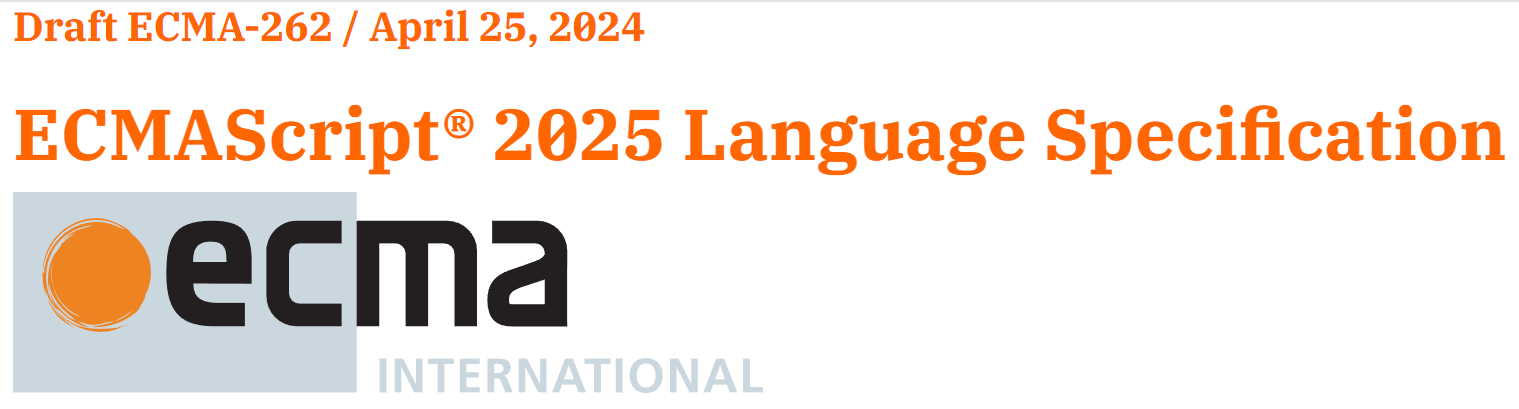 Draft ECMA-262 / April 25, 2024
ECMAScript® 2025 Language Specification
ecma
INTERNATIONAL